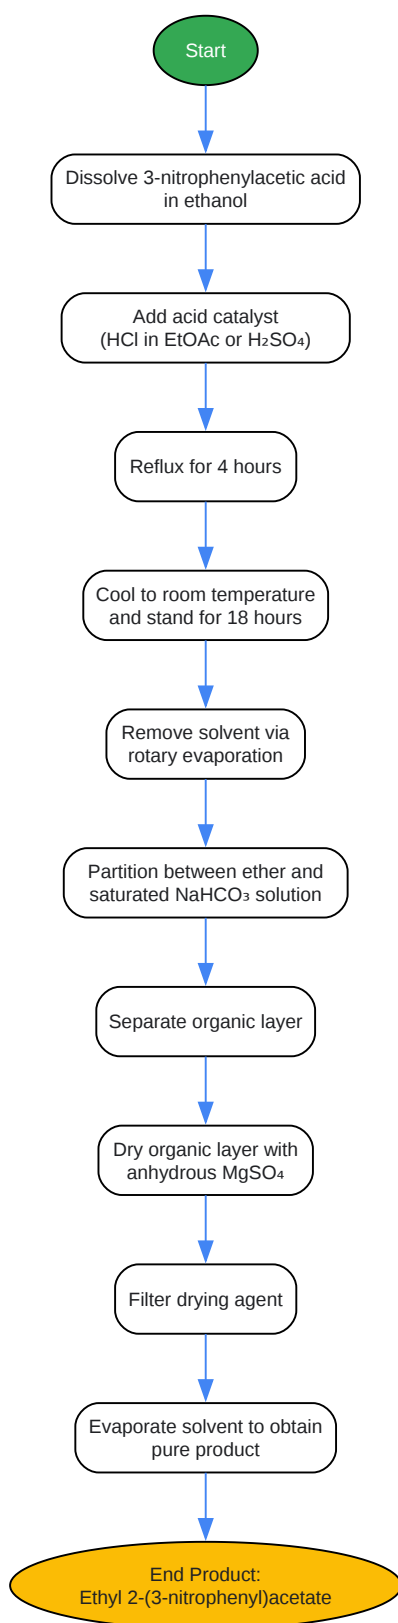 Start
Dissolve 3-nitrophenylacetic acid
in ethanol
Add acid catalyst
(HCl in EtOAc or H₂SO₄)
Reflux for 4 hours
Cool to room temperature
and stand for 18 hours
Remove solvent via
rotary evaporation
Partition between ether and
saturated NaHCO₃ solution
Separate organic layer
Dry organic layer with
anhydrous MgSO₄
Filter drying agent
Evaporate solvent to obtain
pure product
End Product:
Ethyl 2-(3-nitrophenyl)acetate